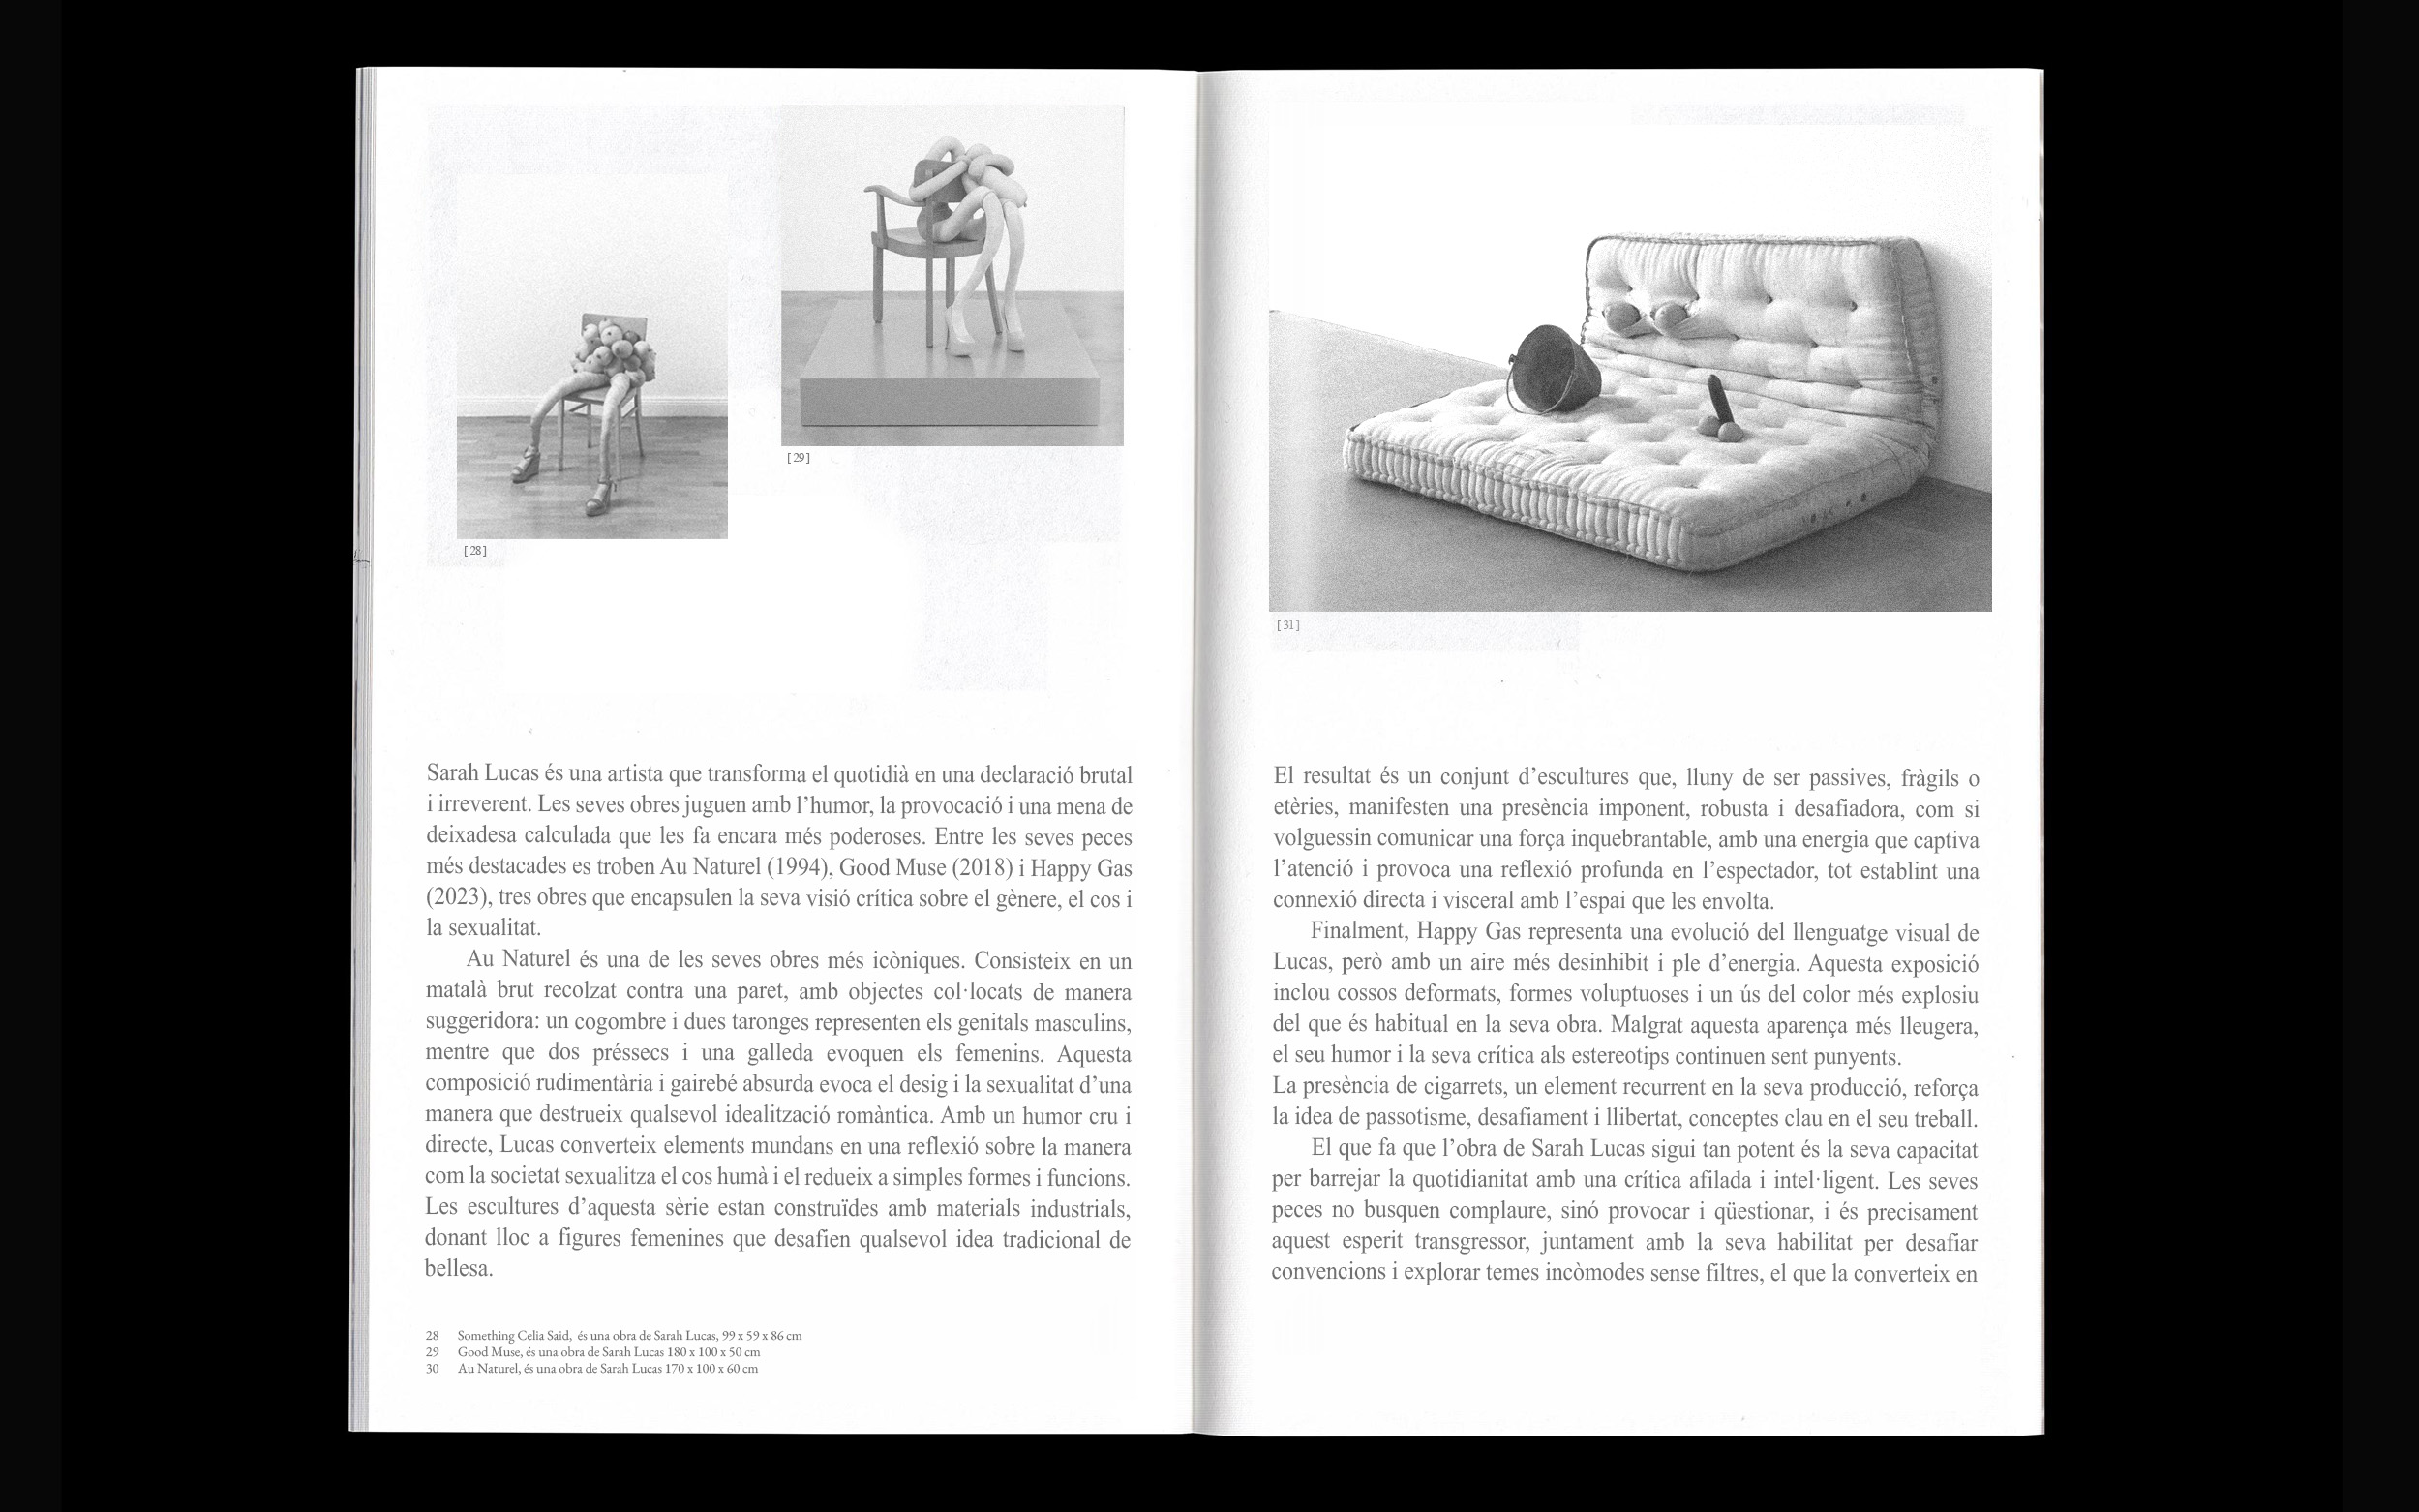 [28]
[29]
Sarah Lucas és una artista que transforma el quotidià en una declaració brutal
i irreverent. Les seves obres juguen amb l’humor, la provocació i una mena de
deixadesa calculada que les fa encara més poderoses. Entre les seves peces
més destacades es troben Au Naturel (1994), Good Muse (2018) i Happy Gas
(2023), tres obres que encapsulen la seva visió crítica sobre el gènere, el cos i
la sexualitat.
Au Naturel és una de les seves obres més icòniques. Consisteix en un
matalà brut recolzat contra una paret, amb objectes col·locats de manera
suggeridora: un cogombre i dues taronges representen els genitals masculins,
mentre que dos préssecs i una galleda evoquen els femenins. Aquesta
composició rudimentària i gairebé absurda evoca el desig i la sexualitat d’una
manera que destrueix qualsevol idealització romàntica. Amb un humor cru i
directe, Lucas converteix elements mundans en una reflexió sobre la manera
com la societat sexualitza el cos humà i el redueix a simples formes i funcions.
Les escultures d’aquesta sèrie estan construïdes amb materials industrials,
donant lloc a figures femenines que desafien qualsevol idea tradicional de
bellesa.
28 Something Celia Said, és una obra de Sarah Lucas, 99 x 59 x 86 cm
29 Good Muse, és una obra de Sarah Lucas 180 x 100 x 50 cm
30 Au Naturel, és una obra de Sarah Lucas 170 x 100 x 60 cm
[31]
El resultat és un conjunt d’escultures que, lluny de ser passives, fràgils o
etèries, manifesten una presència imponent, robusta i desafiadora, com si
volguessin comunicar una força inquebrantable, amb una energia que captiva
l’atenció i provoca una reflexió profunda en l’espectador, tot establint una
connexió directa i visceral amb l’espai que les envolta.
Finalment, Happy Gas representa una evolució del llenguatge visual de
Lucas, però amb un aire més desinhibit i ple d’energia. Aquesta exposició
inclou cossos deformats, formes voluptuoses i un ús del color més explosiu
del que és habitual en la seva obra. Malgrat aquesta aparença més lleugera,
el seu humor i la seva crítica als estereotips continuen sent punyents.
La presència de cigarrets, un element recurrent en la seva producció, reforça
la idea de passotisme, desafiament i llibertat, conceptes clau en el seu treball.
El que fa que l’obra de Sarah Lucas sigui tan potent és la seva capacitat
per barrejar la quotidianitat amb una crítica afilada i intel·ligent. Les seves
peces no busquen complaure, sinó provocar i qüestionar, i és precisament
aquest esperit transgressor, juntament amb la seva habilitat per desafiar
convencions i explorar temes incòmodes sense filtres, el que la converteix en